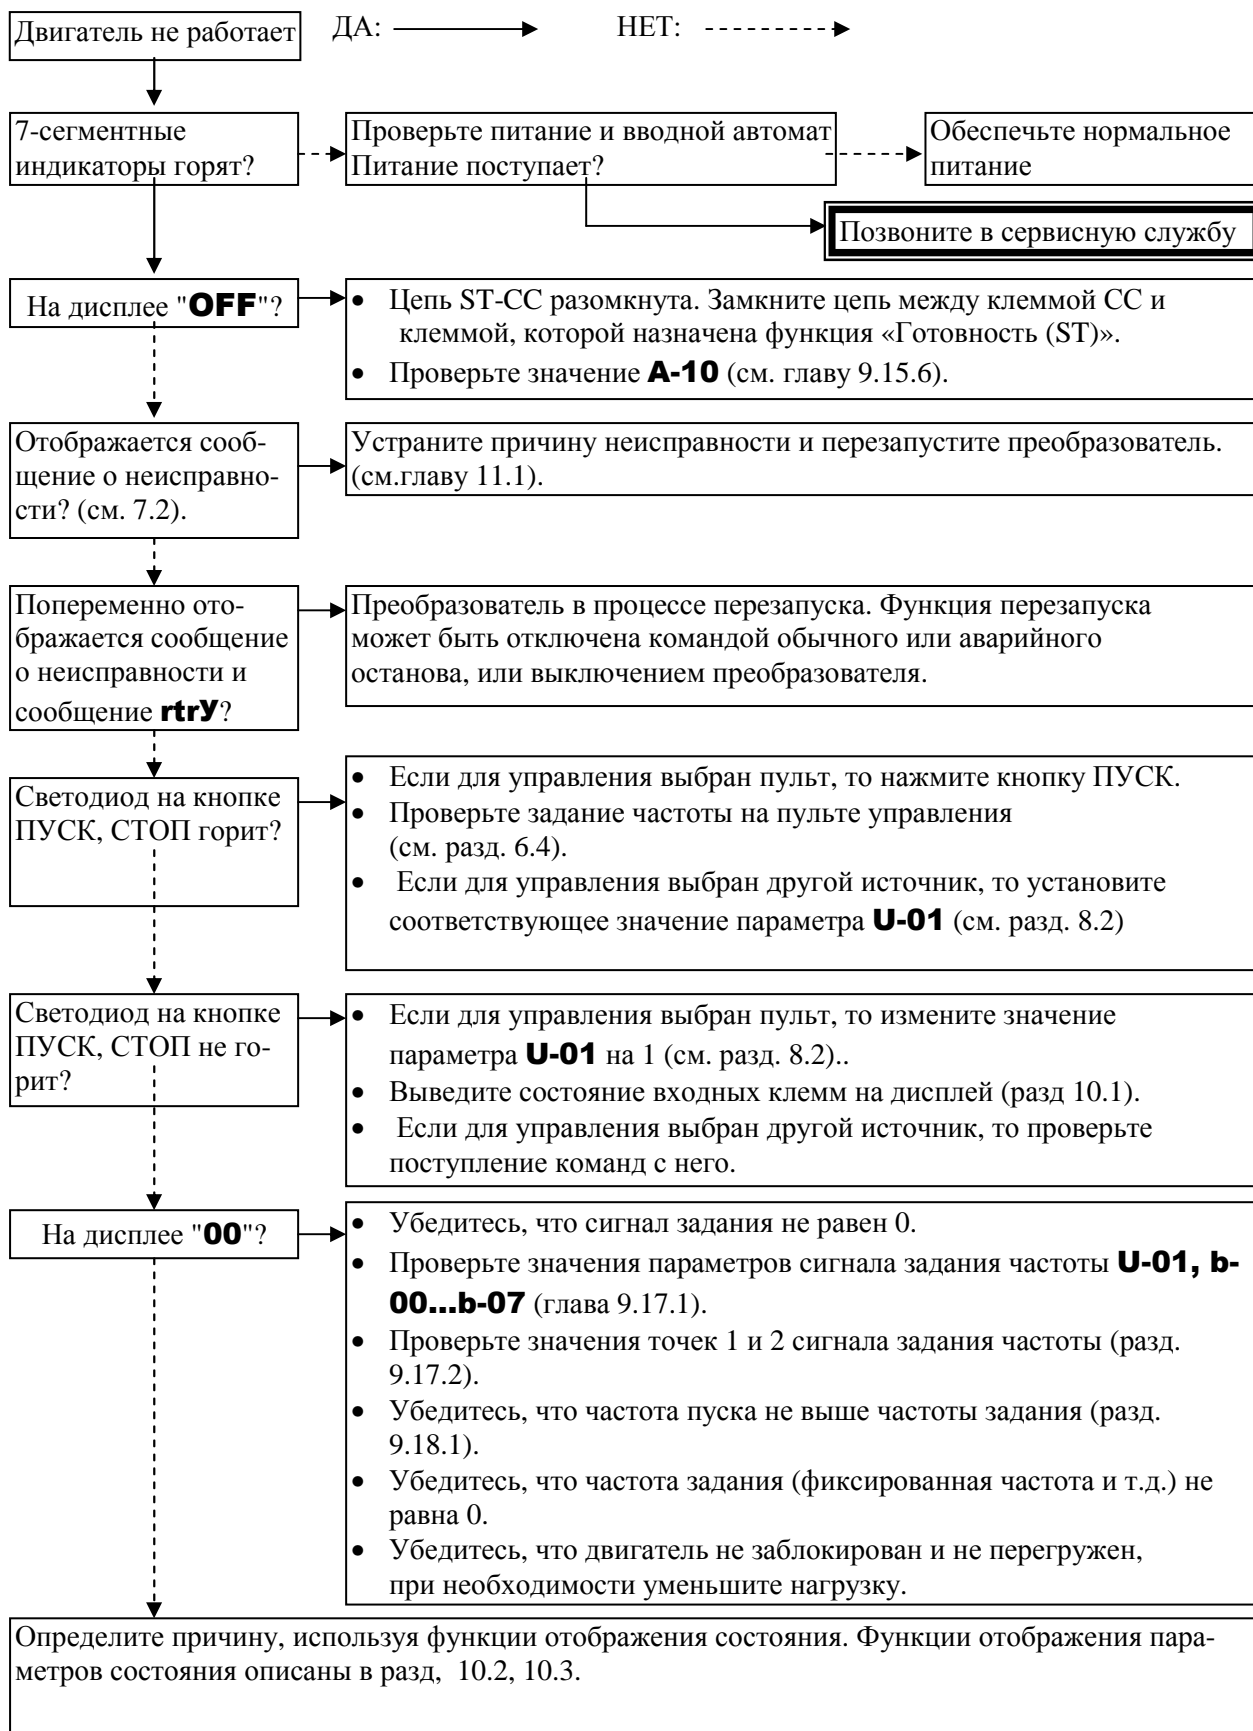 Двигатель не работает ДА: НЕТ:
7-сегментные
индикаторы горят?
Проверьте питание и вводной автомат
Питание поступает?
Обеспечьте нормальное
питание
Позвоните в сервисную службу
На дисплее "OFF"?
• Цепь ST-CC разомкнута. Замкните цепь между клеммой CC и
клеммой, которой назначена функция «Готовность (ST)».
• Проверьте значение A-10 (см. главу 9.15.6).
Отображается сооб-
щение о неисправно-
сти? (см. 7.2).
Устраните причину неисправности и перезапустите преобразователь.
(см.главу 11.1).
Попеременно ото-
бражается сообщение
о неисправности и
сообщение rtrУ?
Преобразователь в процессе перезапуска. Функция перезапуска
может быть отключена командой обычного или аварийного
останова, или выключением преобразователя.
Светодиод на кнопке
ПУСК, СТОП горит?
• Если для управления выбран пульт, то нажмите кнопку ПУСК.
• Проверьте задание частоты на пульте управления
(см. разд. 6.4).
• Если для управления выбран другой источник, то установите
соответствующее значение параметра U-01 (см. разд. 8.2)
Светодиод на кнопке
ПУСК, СТОП не го-
рит?
• Если для управления выбран пульт, то измените значение
параметра U-01 на 1 (см. разд. 8.2)..
• Выведите состояние входных клемм на дисплей (разд 10.1).
• Если для управления выбран другой источник, то проверьте
поступление команд с него.
На дисплее "00"?
• Убедитесь, что сигнал задания не равен 0.
• Проверьте значения параметров сигнала задания частоты U-01, b-
00...b-07 (глава 9.17.1).
• Проверьте значения точек 1 и 2 сигнала задания частоты (разд.
9.17.2).
• Убедитесь, что частота пуска не выше частоты задания (разд.
9.18.1).
• Убедитесь, что частота задания (фиксированная частота и т.д.) не
равна 0.
• Убедитесь, что двигатель не заблокирован и не перегружен,
при необходимости уменьшите нагрузку.
Определите причину, используя функции отображения состояния. Функции отображения пара-
метров состояния описаны в разд, 10.2, 10.3.